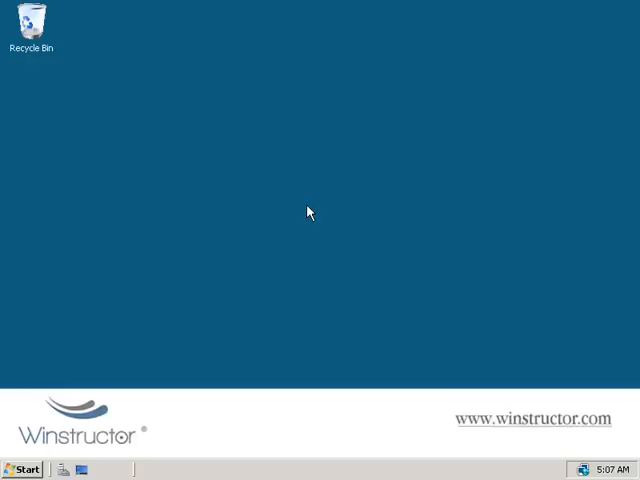 Recycle Bin
Winstructor ®
www.winstructor.com
Start
5:07 AM